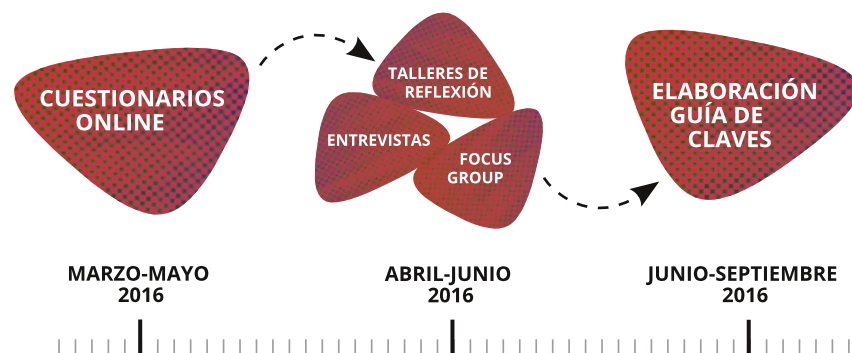 CUESTIONARIOS
ONLINE
TALLERES DE
REFLEXIÓN
ENTREVISTAS
FOCUS
GROUP
ELABORACIÓN
GUÍA DE
CLAVES
MARZO-MAYO
2016
ABRIL-JUNIO
2016
JUNIO-SEPTIEMBRE
2016